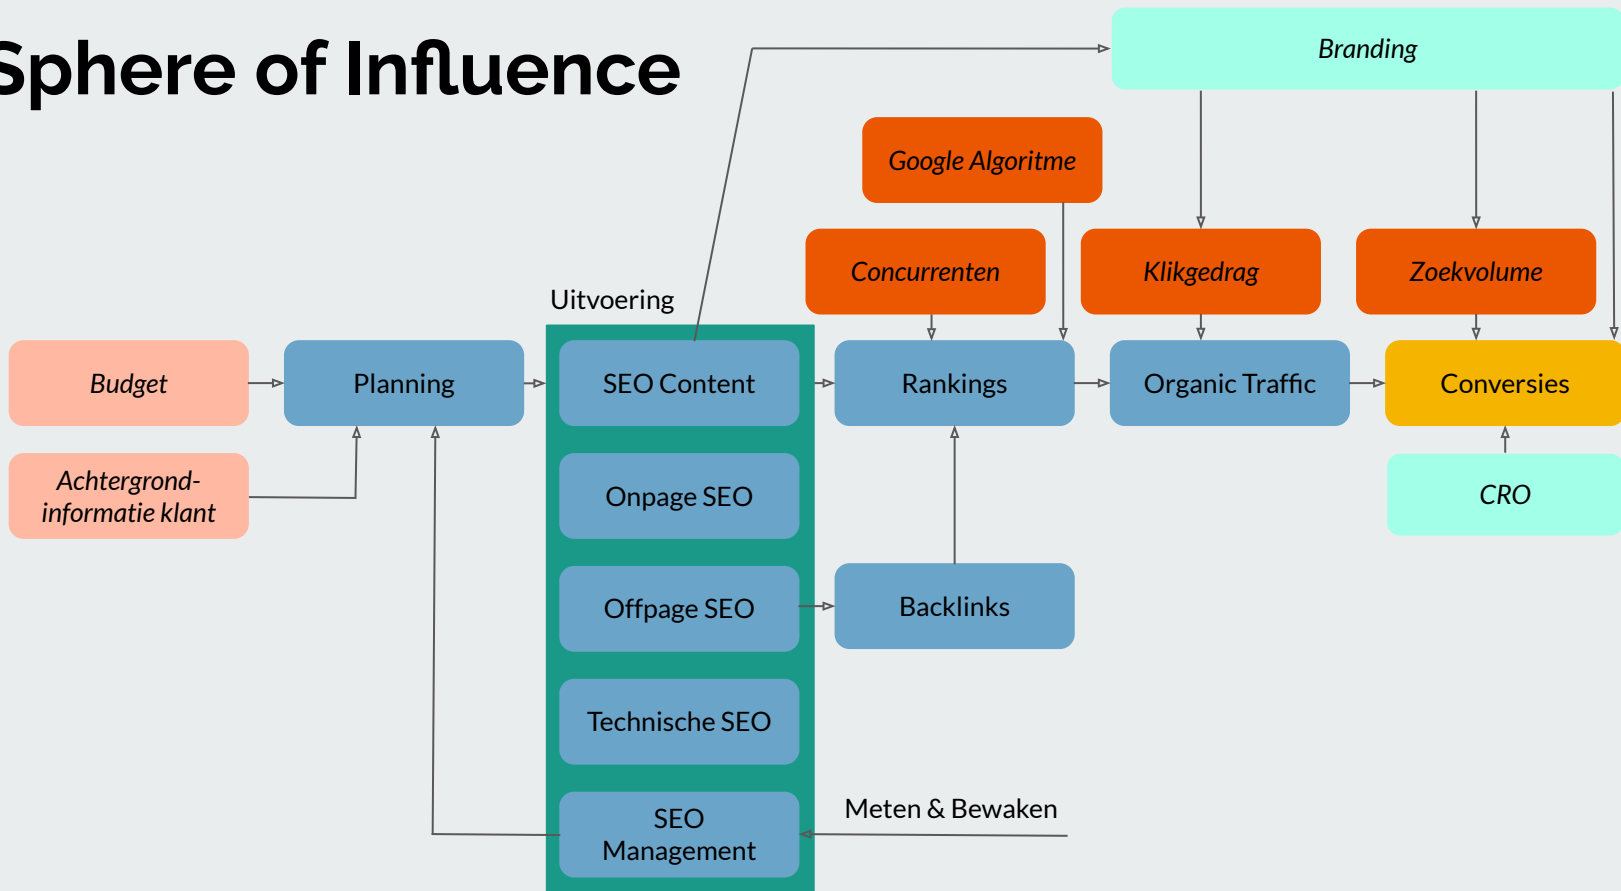 Sphere of Influence
Branding
Google Algoritme
Concurrenten
Klikgedrag
Zoekvolume
Uitvoering
Budget
Planning
SEO Content
Rankings
Organic Traffic
Conversies
Achtergrond-
informatie klant
Onpage SEO
CRO
Offpage SEO
Backlinks
Technische SEO
SEO
Management
Meten & Bewaken